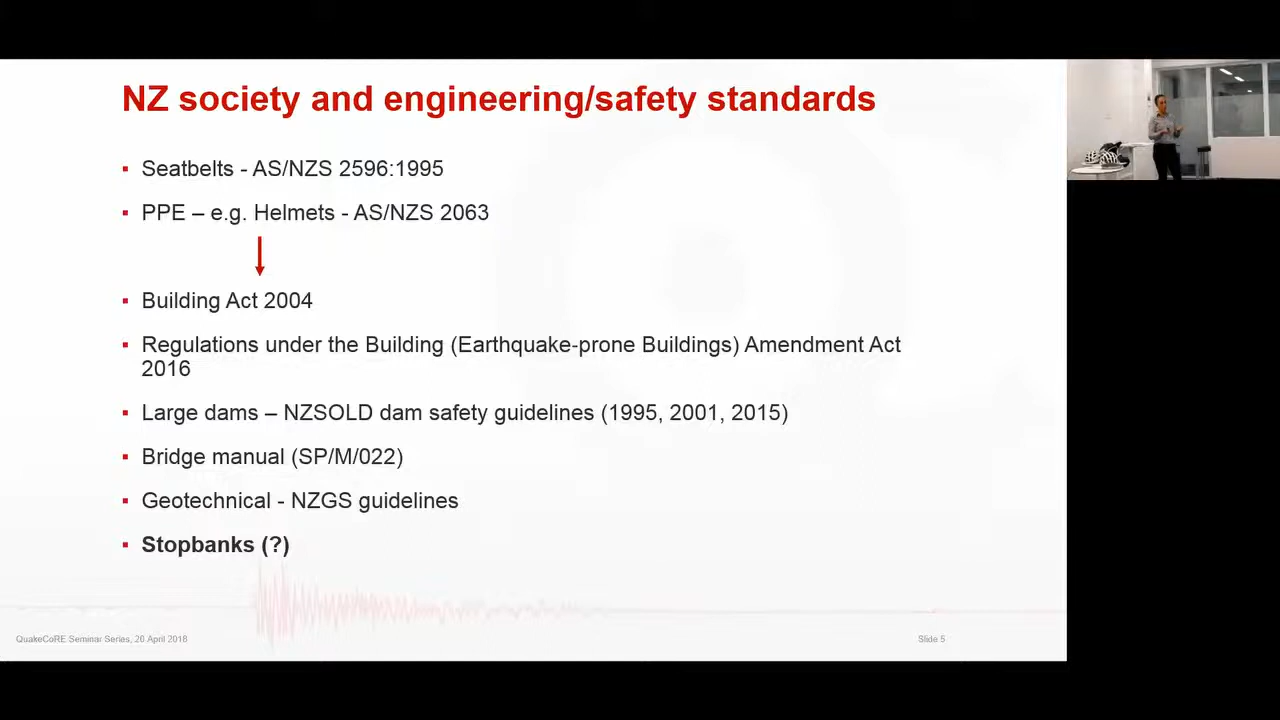 NZ society and engineering/safety standards
▪ Seatbelts - AS/NZS 2596:1995
▪ PPE – e.g. Helmets - AS/NZS 2063
▪ Building Act 2004
▪ Regulations under the Building (Earthquake-prone Buildings) Amendment Act
2016
▪ Large dams – NZSOLD dam safety guidelines (1995, 2001, 2015)
▪ Bridge manual (SP/M/022)
▪ Geotechnical - NZGS guidelines
▪ Stopbanks (?)
QuakeCoRE Seminar Series, 20 April 2018
Slide 5